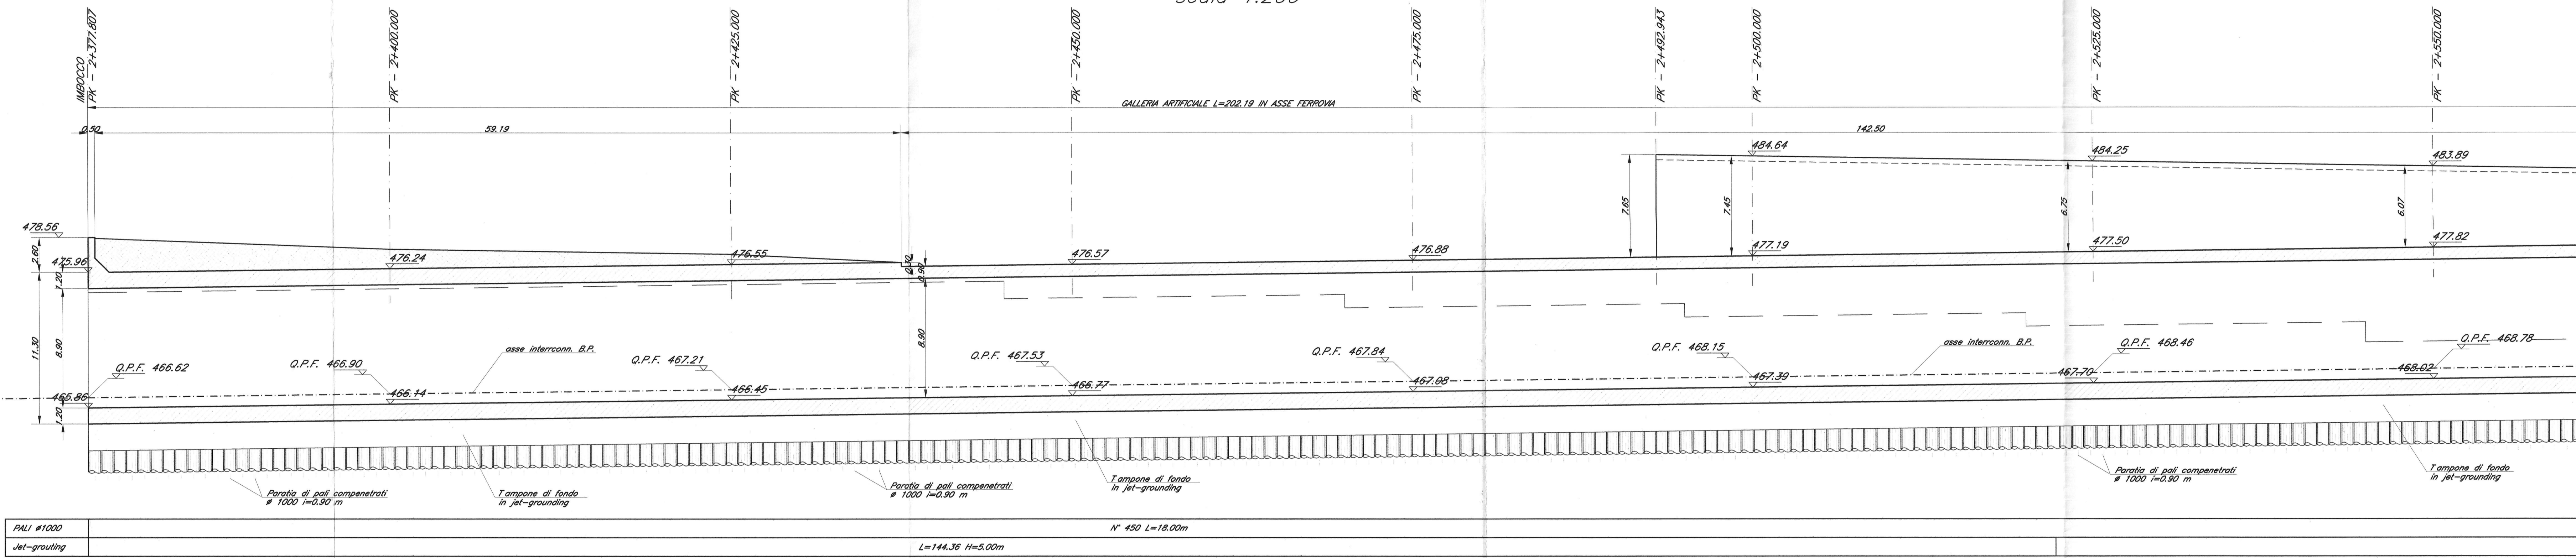 IMBOCCO
PK - 2+377.807
PK - 2+400.000
PK - 2+425.000
PK - 2+450.000
PK - 2+475.000
PK - 2+492.943
PK - 2+500.000
PK - 2+525.000
PK - 2+550.000
GALLERIA ARTIFICIALE L=202.19 IN ASSE FERROVIA
0.50
59.19
142.50
484.64
484.25
483.89
7.65
7.45
6.75
6.07
478.56
2.60
475.96
1.20
476.24
476.55
0.30
0.90
476.57
476.88
477.19
477.50
477.82
11.30
8.90
8.90
asse interrconn. B.P.
asse interrconn. B.P.
Q.P.F. 466.62
Q.P.F. 466.90
Q.P.F. 467.21
Q.P.F. 467.53
Q.P.F. 467.84
Q.P.F. 468.15
Q.P.F. 468.46
Q.P.F. 468.78
465.86
466.14
466.45
466.77
467.08
467.39
467.70
468.02
1.20
Paratia di pali compenetrati
ø 1000 i=0.90 m
Tampone di fondo
in jet-grounding
Paratia di pali compenetrati
ø 1000 i=0.90 m
Tampone di fondo
in jet-grounding
Paratia di pali compenetrati
ø 1000 i=0.90 m
Tampone di fondo
in jet-grounding
PALI ø1000
N° 450 L=18.00m
Jet-grouting
L=144.36 H=5.00m